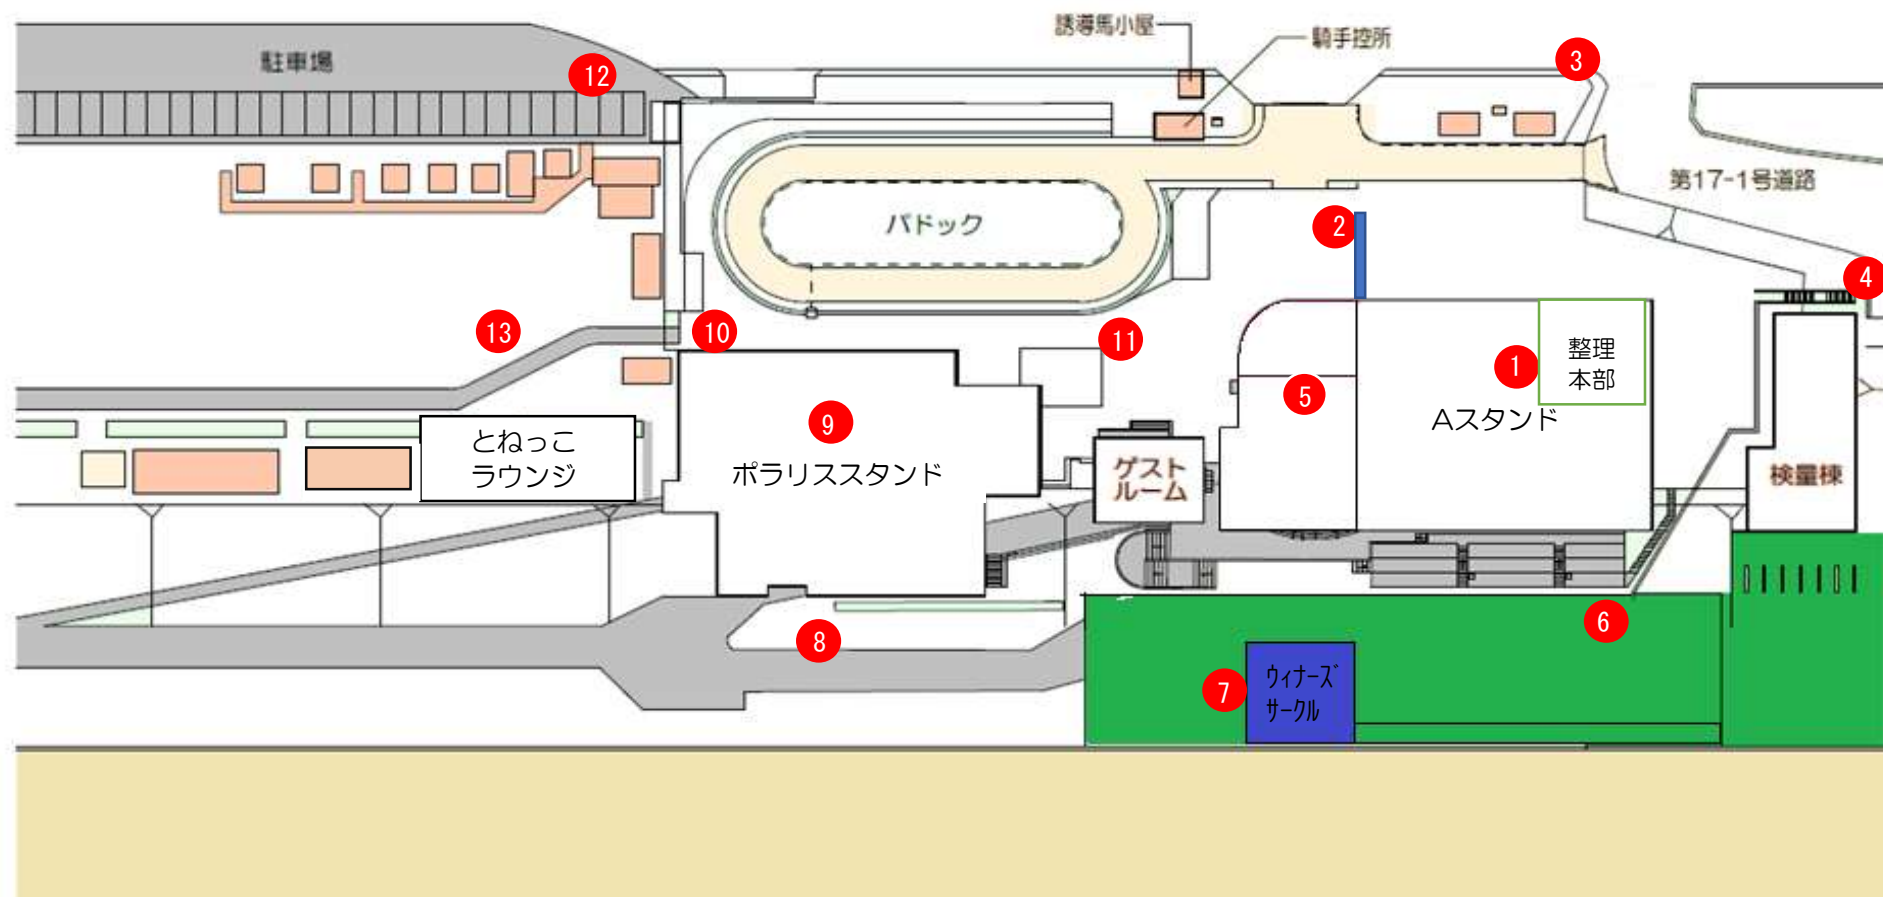 誘導馬小屋
騎手控所
3
駐車場
12
第17-1号道路
パドック
2
4
13
10
11
整理
本部
1
5
Aスタンド
9
とねっこ
ラウンジ
ポラリススタンド
ゲスト
ルーム
検量棟
6
8
7
ウィナーズ
サークル